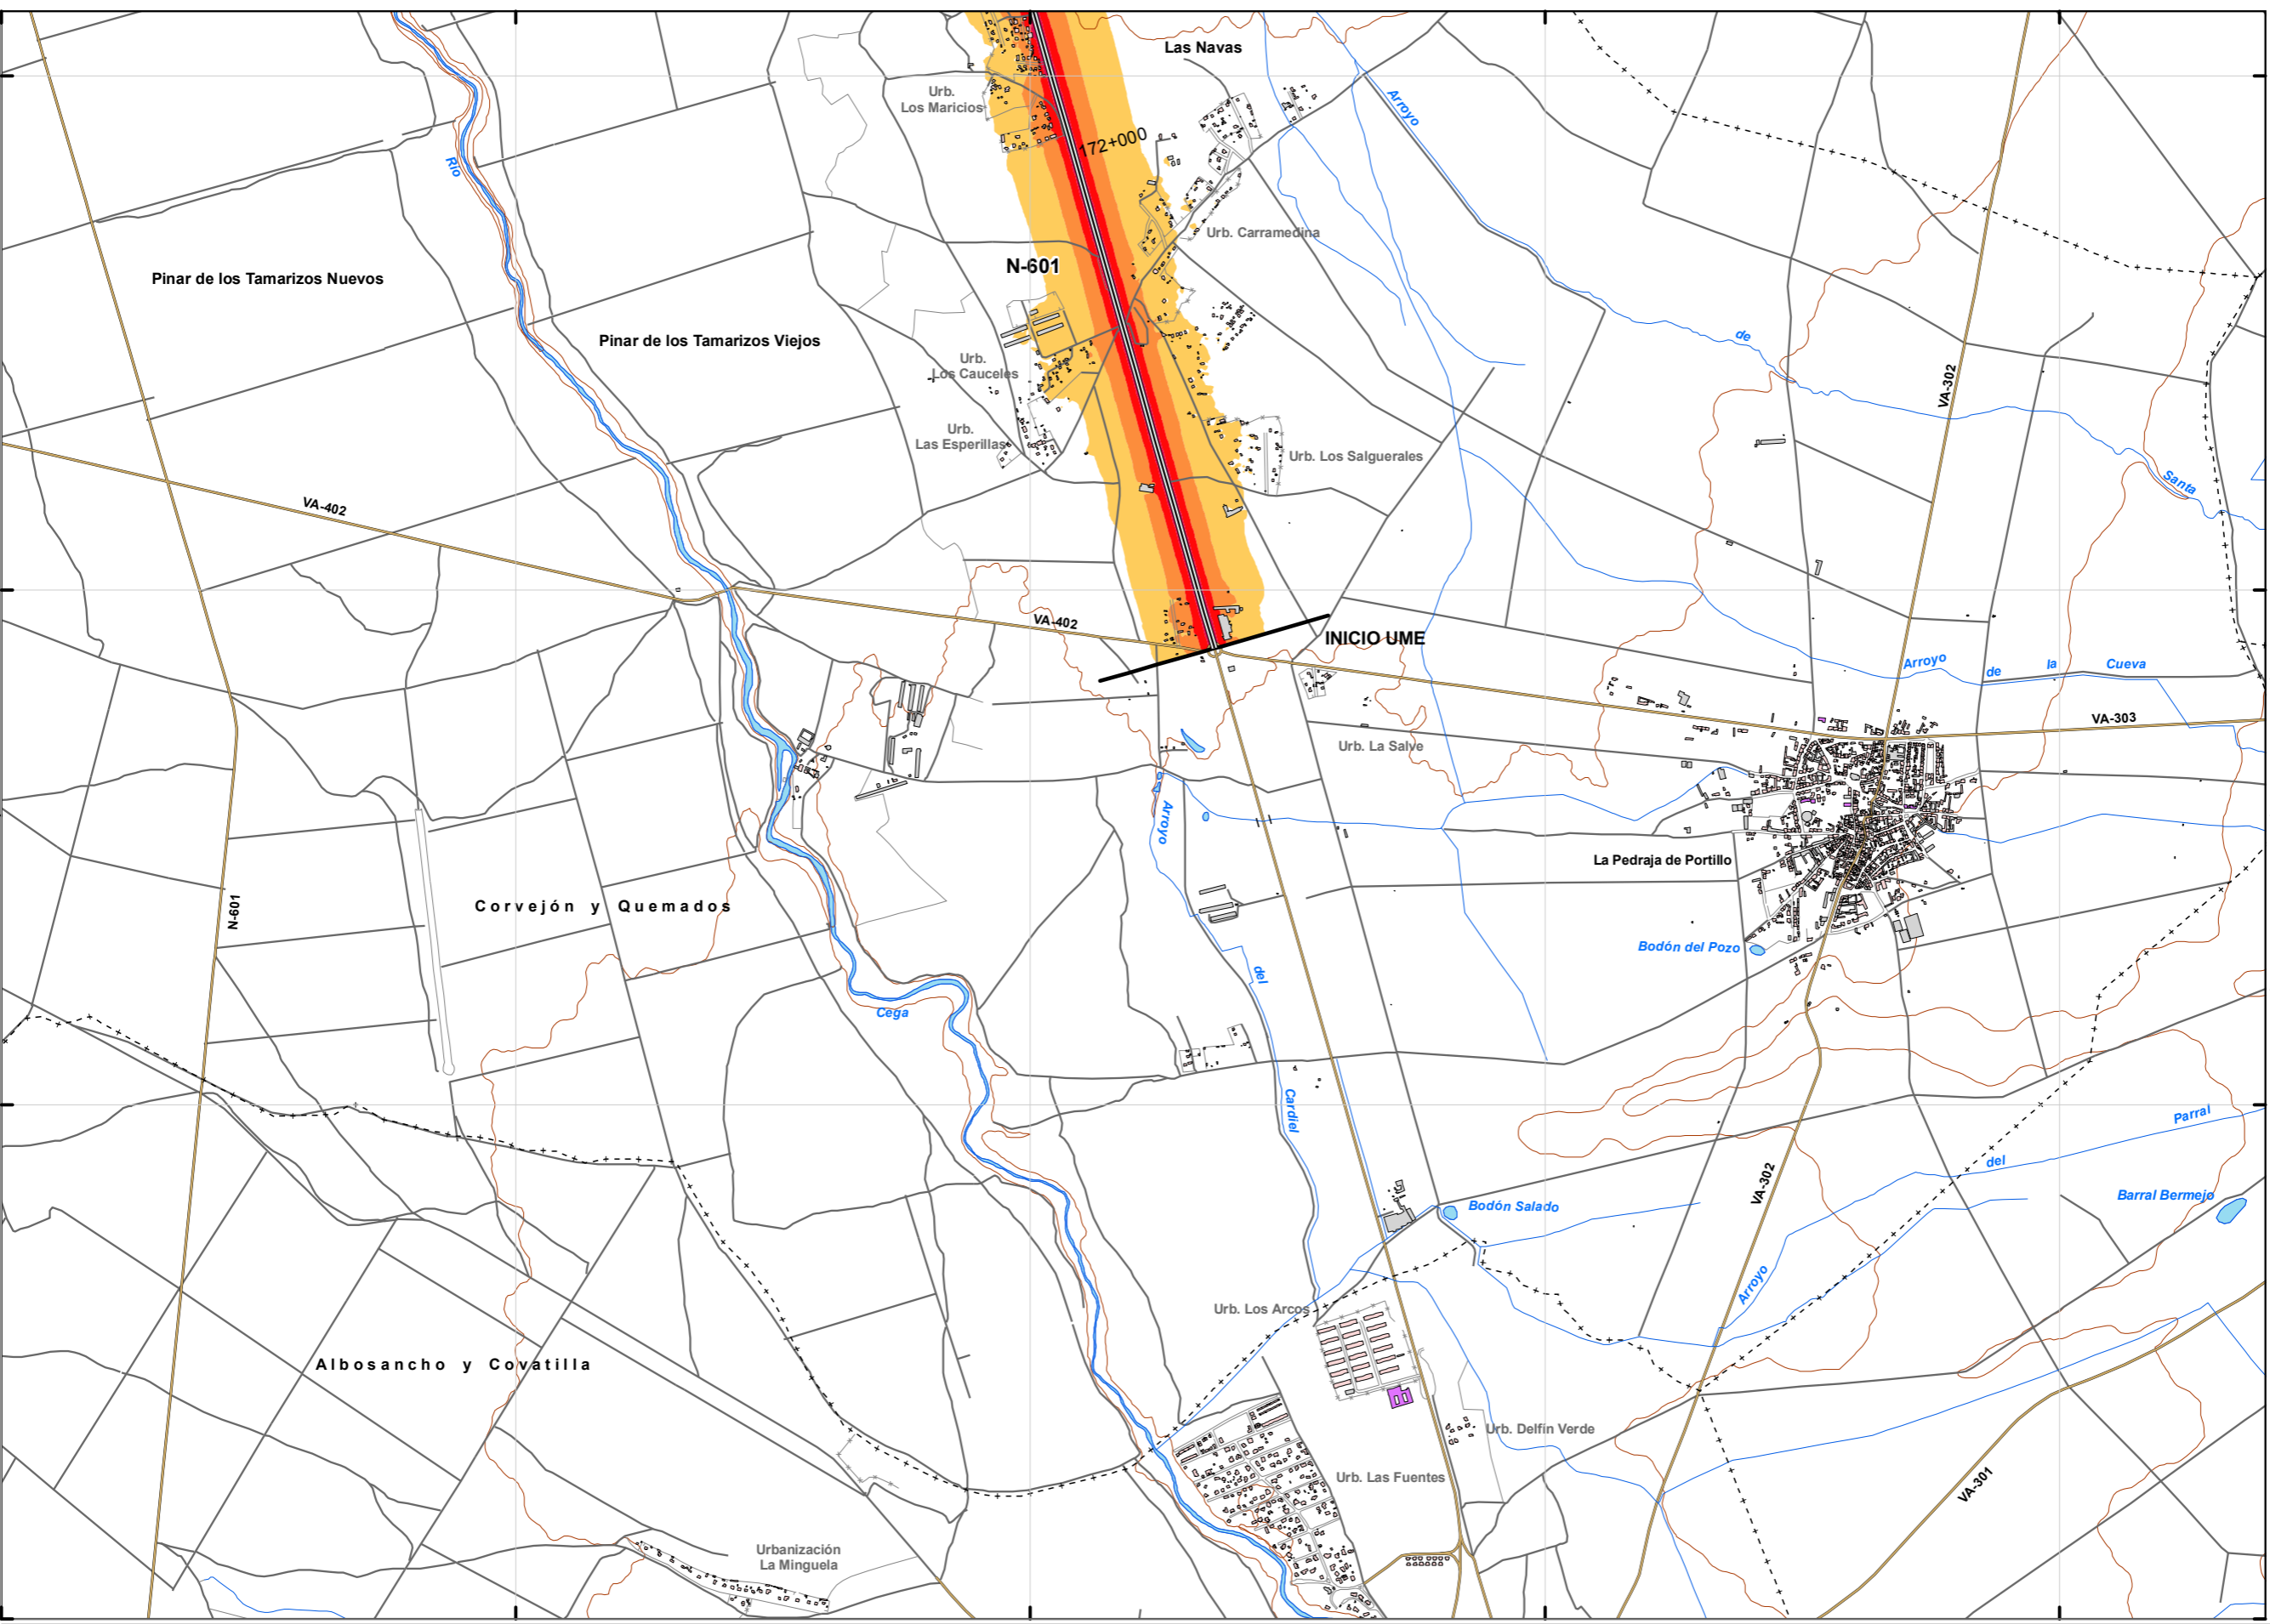 Las Navas
Urb.
Los Maricios
Arroyo
172+000
Río
Urb. Carramedina
N-601
Pinar de los Tamarizos Nuevos
Pinar de los Tamarizos Viejos
de
Urb.
Los Cauceles
VA-302
Urb.
Las Esperillas
Urb. Los Salguerales
Santa
VA-402
VA-402
INICIO UME
Arroyo
de
la
Cueva
VA-303
Urb. La Salve
Arroyo
La Pedraja de Portillo
N-601
Corvejón y Quemados
Bodón del Pozo
del
Cega
Cardiel
Parral
del
VA-302
Barral Bermejo
Bodón Salado
Arroyo
Urb. Los Arcos
Albosancho y Covatilla
Urb. Delfín Verde
Urb. Las Fuentes
VA-301
Urbanización
La Minguela